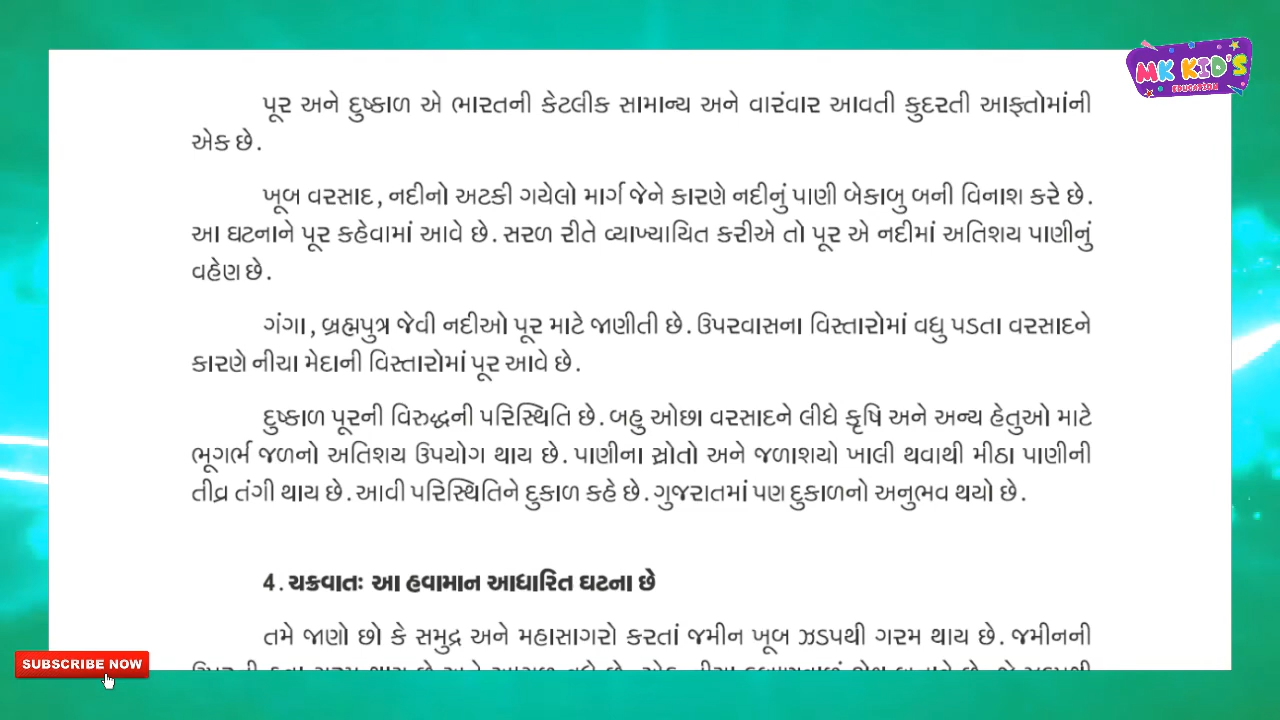 MK KID'S
EDUCATION
પૂર અને દુષ્કાળ એ ભારતની કેટલીક સામાન્ય અને વારંવાર આવતી કુદરતી આફતોમાંની
એક છે.
ખૂબ વરસાદ, નદીનો અટકી ગયેલો માર્ગ જેને કારણે નદીનું પાણી બેકાબુ બની વિનાશ કરે છે.
આ ઘટનાને પૂર કહેવામાં આવે છે. સરળ રીતે વ્યાખ્યાયિત કરીએ તો પૂર એ નદીમાં અતિશય પાણીનું
વહેણ છે.
ગંગા, બ્રહ્મપુત્ર જેવી નદીઓ પૂર માટે જાણીતી છે. ઉપરવાસના વિસ્તારોમાં વધુ પડતા વરસાદને
કારણે નીચા મેદાની વિસ્તારોમાં પૂર આવે છે.
દુષ્કાળ પૂરની વિરુદ્ધની પરિસ્થિતિ છે. બહુ ઓછા વરસાદને લીધે કૃષિ અને અન્ય હેતુઓ માટે
ભૂગર્ભ જળનો અતિશય ઉપયોગ થાય છે. પાણીના સ્રોતો અને જળાશયો ખાલી થવાથી મીઠા પાણીની
તીવ્ર તંગી થાય છે. આવી પરિસ્થિતિને દુકાળ કહે છે. ગુજરાતમાં પણ દુકાળનો અનુભવ થયો છે.
4. ચક્રવાતઃ આ હવામાન આધારિત ઘટના છે
તમે જાણો છો કે સમુદ્ર અને મહાસાગરો કરતાં જમીન ખૂબ ઝડપથી ગરમ થાય છે. જમીનની
SUBSCRIBE NOW